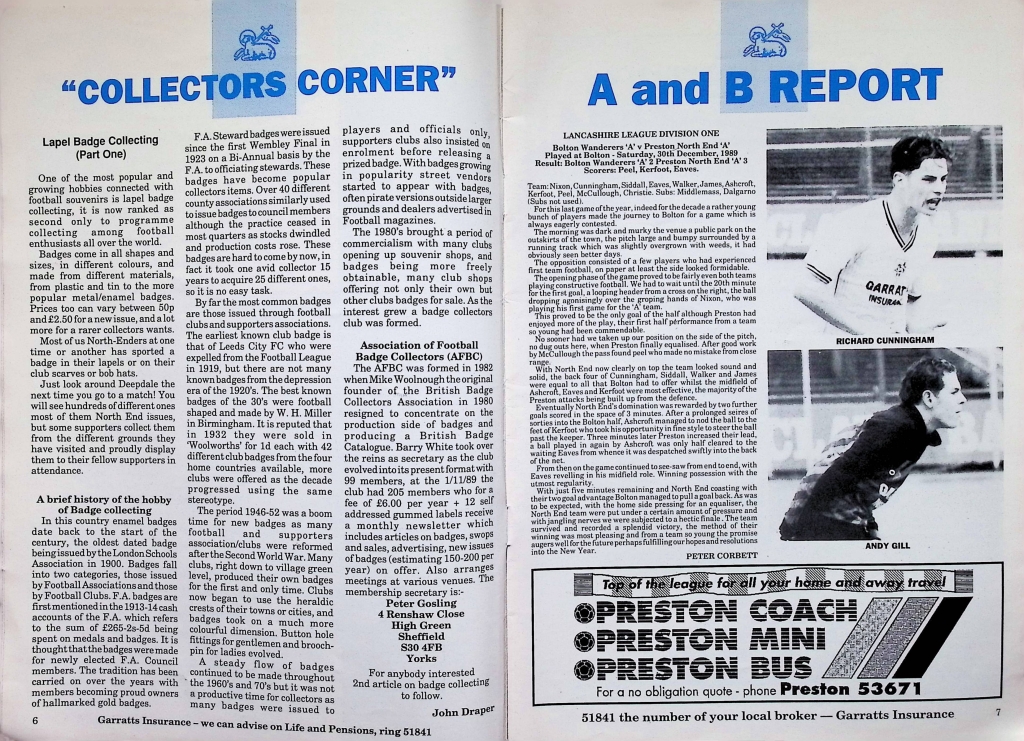 "COLLECTORS CORNER"
Lapel Badge Collecting
(Part One)
One of the most popular and
growing hobbies connected with
football souvenirs is lapel badge
collecting, it is now ranked as
second only to programme
collecting among football
enthusiasts all over the world.
Badges come in all shapes and
sizes, in different colours, and
made from different materials,
from plastic and tin to the more
popular metal/enamel badges.
Prices too can vary between 50p
and £2.50 for a new issue, and a lot
more for a rarer collectors wants.
Most of us North-Enders at one
time or another has sported a
badge in their lapels or on their
club scarves or bob hats.
Just look around Deepdale the
next time you go to a match! You
will see hundreds of different ones
most of them North End issues,
but some supporters collect them
from the different grounds they
have visited and proudly display
them to their fellow supporters in
attendance.
A brief history of the hobby
of Badge collecting
In this country enamel badges
date back to the start of the
century, the oldest dated badge
being issued by the London Schools
Association in 1900. Badges fall
into two categories, those issued
by Football Associations and those
by Football Clubs. F.A. badges are
first mentioned in the 1913-14 cash
accounts of the F.A. which refers
to the sum of £265-2s-5d being
spent on medals and badges. It is
thought that the badges were made
for newly elected F.A. Council
members. The tradition has been
carried on over the years with
members becoming proud owners
of hallmarked gold badges.
F.A. Steward badges were issued
since the first Wembley Final in
1923 on a Bi-Annual basis by the
F.A. to officiating stewards. These
badges have become popular
collectors items. Over 40 different
county associations similarly used
to issue badges to council members
although the practice ceased in
most quarters as stocks dwindled
and production costs rose. These
badges are hard to come by now, in
fact it took one avid collector 15
years to acquire 25 different ones,
so it is no easy task.
By far the most common badges
are those issued through football
clubs and supporters associations.
The earliest known club badge is
that of Leeds City FC who were
expelled from the Football League
in 1919, but there are not many
known badges from the depression
era of the 1920's. The best known
badges of the 30's were football
shaped and made by W. H. Miller
in Birmingham. It is reputed that
in 1932 they were sold in
'Woolworths' for 1d each with 42
different club badges from the four
home countries available, more
clubs were offered as the decade
progressed using the same
stereotype.
The period 1946-52 was a boom
time for new badges as many
football and supporters
association/clubs were reformed
after the Second World War. Many
clubs, right down to village green
level, produced their own badges
for the first and only time. Clubs
now began to use the heraldic
crests of their towns or cities, and
badges took on a much more
colourful dimension. Button hole
fittings for gentlemen and brooch-
pin for ladies evolved.
A steady flow of badges
continued to be made throughout
the 1960's and 70's but it was not
a productive time for collectors as
many badges were issued to
players and officials only,
supporters clubs also insisted on
enrolment before releasing a
prized badge. With badges growing
in popularity street vendors
started to appear with badges,
often pirate versions outside larger
grounds and dealers advertised in
Football magazines.
The 1980's brought a period of
commercialism with many clubs
opening up souvenir shops, and
badges being more freely
obtainable, many club shops
offering not only their own but
other clubs badges for sale. As the
interest grew a badge collectors
club was formed.
Association of Football
Badge Collectors (AFBC)
The AFBC was formed in 1982
when Mike Woolnough the original
founder of the British Badge
Collectors Association in 1980
resigned to concentrate on the
production side of badges and
producing a British Badge
Catalogue. Barry White took over
the reins as secretary as the club
evolved into its present format with
99 members, at the 1/11/89 the
club had 205 members who for a
fee of £6.00 per year + 12 self
addressed gummed labels receive
a monthly newsletter which
includes articles on badges, swops
and sales, advertising, new issues
of badges (estimating 150-200 per
year) on offer. Also arranges
meetings at various venues. The
membership secretary is:-
Peter Gosling
4 Renshaw Close
High Green
Sheffield
S30 4FB
Yorks
For anybody interested
2nd article on badge collecting
to follow.
John Draper
6
Garratts Insurance – we can advise on Life and Pensions, ring 51841
A and B REPORT
LANCASHIRE LEAGUE DIVISION ONE
Bolton Wanderers 'A' v Preston North End 'A'
Played at Bolton - Saturday, 30th December, 1989
Result: Bolton Wanderers 'A' 2 Preston North End 'A' 3
Scorers: Peel, Kerfoot, Eaves.
Team: Nixon, Cunningham, Siddall, Eaves, Walker, James, Ashcroft,
Kerfoot, Peel, McCullough, Christie. Subs: Middlemass, Dalgarno
(Subs not used).
For this last game of the year, indeed for the decade a rather young
bunch of players made the journey to Bolton for a game which is
always eagerly contested.
The morning was dark and murky the venue a public park on the
outskirts of the town, the pitch large and bumpy surrounded by a
running track which was slightly overgrown with weeds, it had
obviously seen better days.
The opposition consisted of a few players who had experienced
first team football, on paper at least the side looked formidable.
The opening phase of the game proved to be fairly even both teams
playing constructive football. We had to wait until the 20th minute
for the first goal, a looping header from a cross on the right, the ball
dropping agonisingly over the groping hands of Nixon, who was
playing his first game for the 'A' team.
This proved to be the only goal of the half although Preston had
enjoyed more of the play, their first half performance from a team
so young had been commendable.
No sooner had we taken up our position on the side of the pitch,
no dug outs here, when Preston finally equalised. After good work
by McCullough the pass found peel who made no mistake from close
range.
With North End now clearly on top the team looked sound and
solid, the back four of Cunningham, Siddall, Walker and James
were equal to all that Bolton had to offer whilst the midfield of
Ashcroft, Eaves and Kerfoot were most effective, the majority of the
Preston attacks being built up from the defence.
Eventually North End's domination was rewarded by two further
goals scored in the space of 3 minutes. After a prolonged seires of
sorties into the Bolton half, Ashcroft managed to nod the ball to the
feet of Kerfoot who took his opportunity in fine style to steer the ball
past the keeper. Three minutes later Preston increased their lead,
a ball played in again by Ashcroft was only half cleared to the
waiting Eaves from whence it was despatched swiftly into the back
of the net.
From then on the game continued to see-saw from end to end, with
Eaves revelling in his midfield role. Winning possession with the
utmost regularity.
With just five minutes remaining and North End coasting with
their two goal advantage Bolton managed to pull a goal back. As was
to be expected, with the home side pressing for an equaliser, the
North End team were put under a certain amount of pressure and
with jangling nerves we were subjected to a hectic finale. The team
survived and recorded a splendid victory, the method of their
winning was most pleasing and from a team so young the promise
augers well for the future perhaps fulfilling our hopes and resolutions
into the New Year.
PETER CORBETT
GARRAT
INSURAN
RICHARD CUNNINGHAM
ANDY GILL
Top of the league for all your home and away travel
PRESTON COACH
PRESTON MINI
PRESTON BUS
For a no obligation quote - phone Preston 53671
51841 the number of your local broker — Garratts Insurance
7